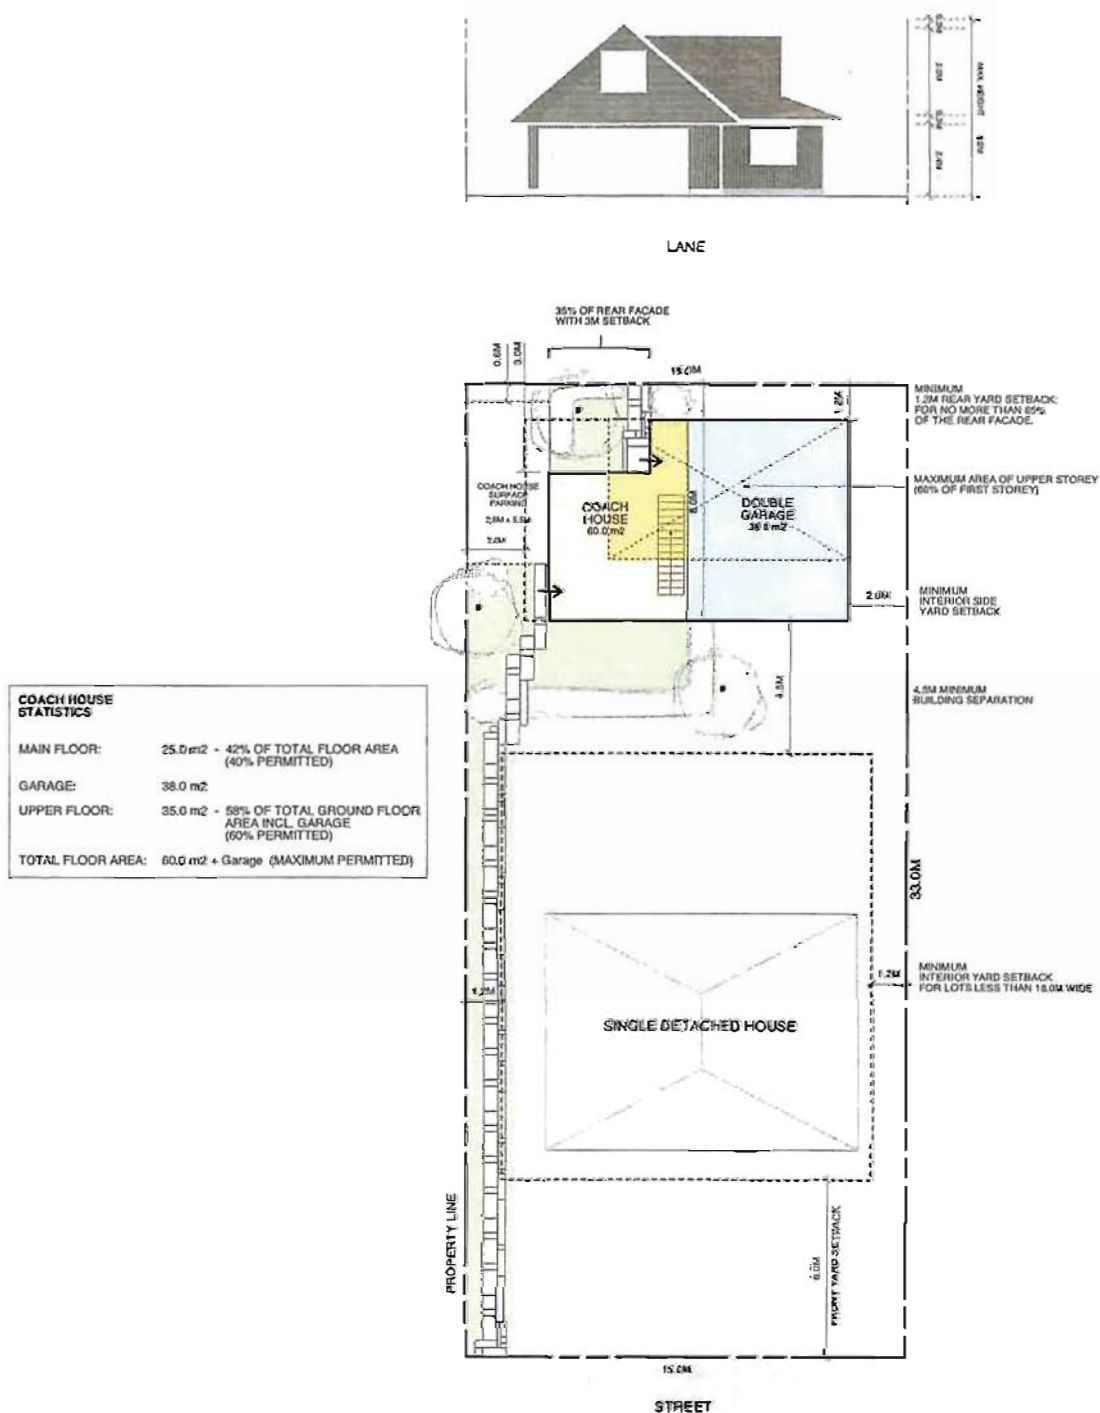 MAX. HEIGHT
LANE
35% OF REAR FACADE
WITH 3M SETBACK
0.6M
3.0M
15.0M
1.2M
MINIMUM
1.2M REAR YARD SETBACK;
FOR NO MORE THAN 65%
OF THE REAR FACADE.
COACH HOUSE
SURFACE
PARKING
COACH
HOUSE
60.0 m2
6.0M
DOUBLE
GARAGE
38.0 m2
MAXIMUM AREA OF UPPER STOREY
(60% OF FIRST STOREY)
2.0M
MINIMUM
INTERIOR SIDE
YARD SETBACK
4.5M
4.5M MINIMUM
BUILDING SEPARATION
COACH HOUSE
STATISTICS
MAIN FLOOR: 25.0 m2 - 42% OF TOTAL FLOOR AREA
(40% PERMITTED)
GARAGE: 38.0 m2
UPPER FLOOR: 35.0 m2 - 58% OF TOTAL GROUND FLOOR
AREA INCL. GARAGE
(60% PERMITTED)
TOTAL FLOOR AREA: 60.0 m2 + Garage (MAXIMUM PERMITTED)
33.0M
1.2M
MINIMUM
INTERIOR YARD SETBACK
FOR LOTS LESS THAN 18.0M WIDE
1.2M
SINGLE DETACHED HOUSE
PROPERTY LINE
6.0M
FRONT YARD SETBACK
15.0M
STREET